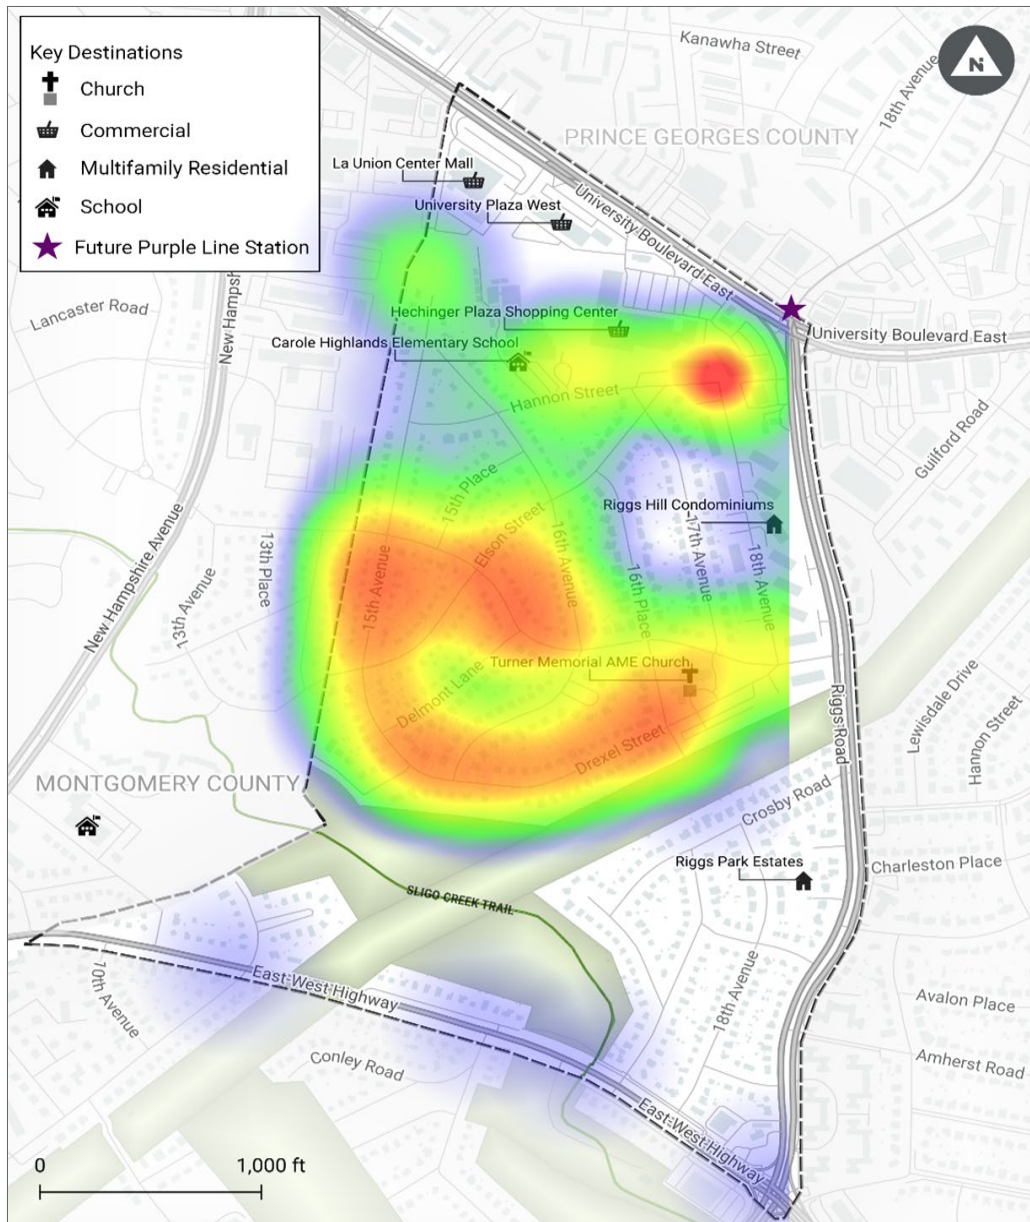 Key Destinations
Church
Commercial
Multifamily Residential
School
Future Purple Line Station
N
Kanawha Street
18th Avenue
PRINCE GEORGES COUNTY
La Union Center Mall
University Plaza West
University Boulevard East
Hechinger Plaza Shopping Center
University Boulevard East
Carole Highlands Elementary School
Lancaster Road
New Hampsh
Hannon Street
Guilford Road
15th Place
Riggs Hill Condominiums
Elson Street
New Hampshire Avenue
13th Place
13th Avenue
15th Avenue
16th Avenue
16th Place
17th Avenue
18th Avenue
Turner Memorial AME Church
Delmont Lane
Drexel Street
Riggs Road
Lewisdale Drive
Hannon Street
MONTGOMERY COUNTY
Crosby Road
Riggs Park Estates
Charleston Place
SLIGO CREEK TRAIL
10th Avenue
East-West Highway
18th Avenue
Avalon Place
Conley Road
Amherst Road
East-West Highway
0
1,000 ft